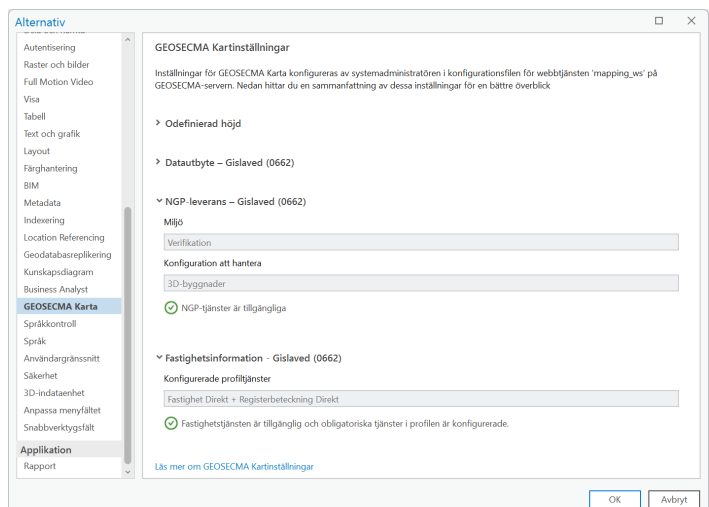 Alternativ
Autentisering
Raster och bilder
Full Motion Video
Visa
Tabell
Text och grafik
Layout
Färghantering
BIM
Metadata
Indexering
Location Referencing
Geodatabasreplikering
Kunskapsdiagram
Business Analyst
GEOSECMA Karta
Språkkontroll
Språk
Användargränssnitt
Säkerhet
3D-indataenhet
Anpassa menyfältet
Snabbverktygsfält
Applikation
Rapport
GEOSECMA Kartinställningar
Inställningar för GEOSECMA Karta konfigureras av systemadministratören i konfigurationsfilen för webbtjänsten 'mapping_ws' på
GEOSECMA-servern. Nedan hittar du en sammanfattning av dessa inställningar för en bättre överblick
Odefinierad höjd
Datautbyte – Gislaved (0662)
NGP-leverans – Gislaved (0662)
Miljö
Verifikation
Konfiguration att hantera
3D-byggnader
NGP-tjänster är tillgängliga
Fastighetsinformation - Gislaved (0662)
Konfigurerade profiltjänster
Fastighet Direkt + Registerbeteckning Direkt
Fastighetstjänsten är tillgänglig och obligatoriska tjänster i profilen är konfigurerade.
Läs mer om GEOSECMA Kartinställningar
OK
Avbryt